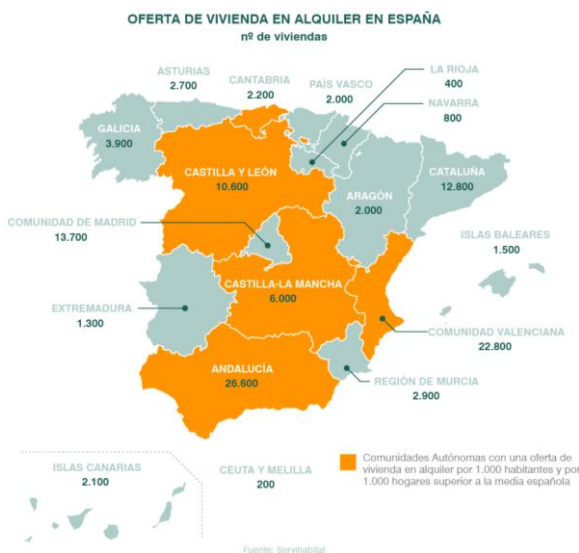 OFERTA DE VIVIENDA EN ALQUILER EN ESPAÑA
nº de viviendas
ASTURIAS
2.700
CANTABRIA
2.200
PAÍS VASCO
2.000
LA RIOJA
400
NAVARRA
800
GALICIA
3.900
CASTILLA Y LEÓN
10.600
ARAGÓN
2.000
CATALUÑA
12.800
COMUNIDAD DE MADRID
13.700
ISLAS BALEARES
1.500
CASTILLA-LA MANCHA
6.000
EXTREMADURA
1.300
COMUNIDAD VALENCIANA
22.800
ANDALUCÍA
26.600
REGIÓN DE MURCIA
2.900
ISLAS CANARIAS
2.100
CEUTA Y MELILLA
200
Comunidades Autónomas con una oferta de
vivienda en alquiler por 1.000 habitantes y por
1.000 hogares superior a la media española
Fuente: Servihabitat